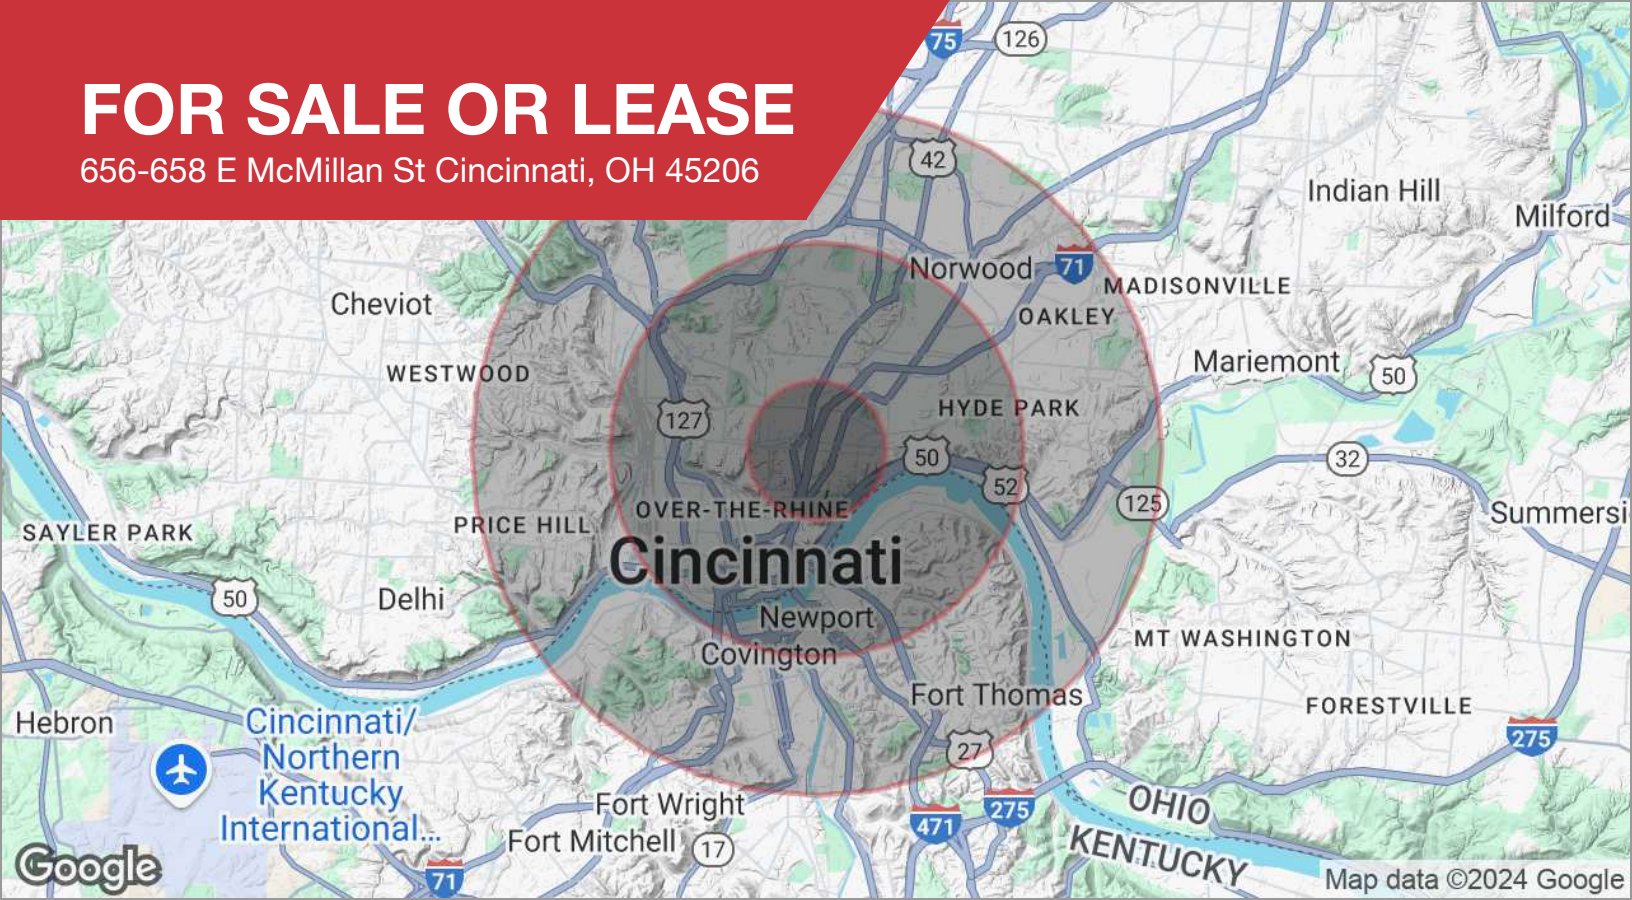 FOR SALE OR LEASE
656-658 E McMillan St Cincinnati, OH 45206
75
126
42
Indian Hill
Milford
Norwood
71
MADISONVILLE
Cheviot
OAKLEY
Mariemont
WESTWOOD
50
HYDE PARK
127
50
32
52
125
OVER-THE-RHINE
Summersi
PRICE HILL
SAYLER PARK
Cincinnati
50
Delhi
Newport
MT WASHINGTON
Covington
Fort Thomas
FORESTVILLE
Hebron
Cincinnati/
Northern
Kentucky
International...
27
275
Fort Wright
275
OHIO
471
Fort Mitchell
17
KENTUCKY
Google
71
Map data ©2024 Google